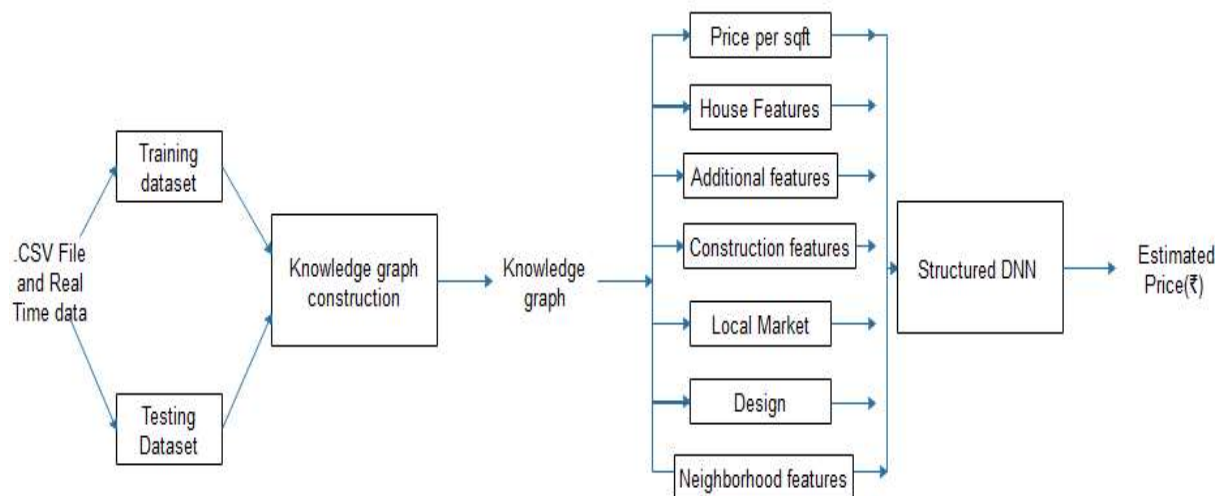 .CSV File
and Real
Time data
Training
dataset
Testing
Dataset
Knowledge graph
construction
Knowledge
graph
Price per sqft
House Features
Additional features
Construction features
Local Market
Design
Neighborhood features
Structured DNN
Estimated
Price(₹)